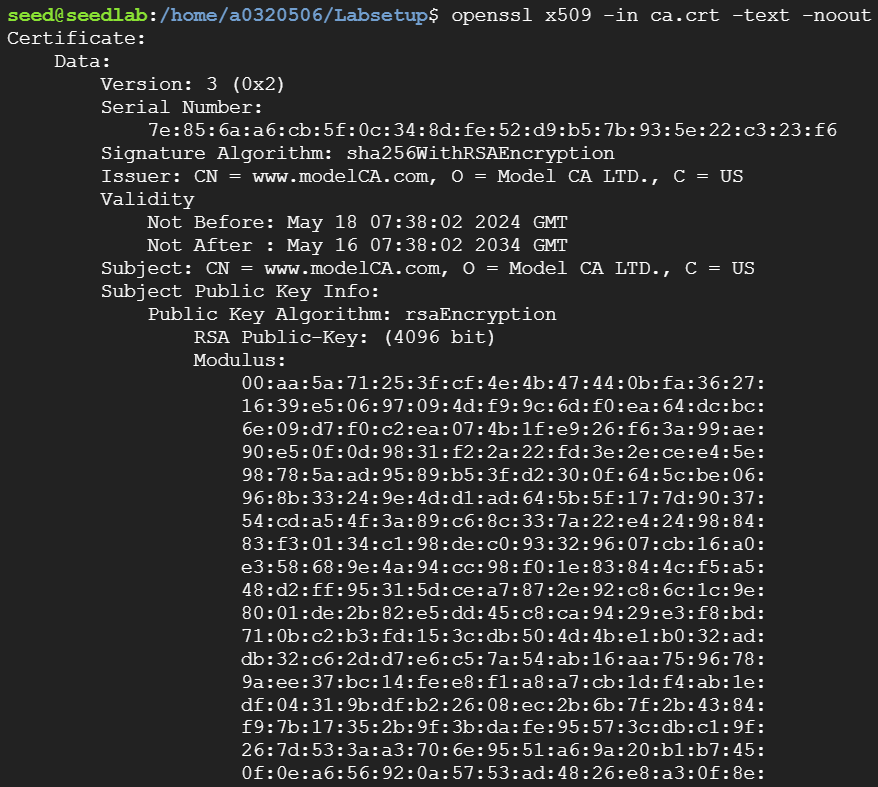 seed@seedlab:/home/a0320506/Labsetup$ openssl x509 -in ca.crt -text -noout
Certificate:
    Data:
        Version: 3 (0x2)
        Serial Number:
            7e:85:6a:a6:cb:5f:0c:34:8d:fe:52:d9:b5:7b:93:5e:22:c3:23:f6
        Signature Algorithm: sha256WithRSAEncryption
        Issuer: CN = www.modelCA.com, O = Model CA LTD., C = US
        Validity
            Not Before: May 18 07:38:02 2024 GMT
            Not After : May 16 07:38:02 2034 GMT
        Subject: CN = www.modelCA.com, O = Model CA LTD., C = US
        Subject Public Key Info:
            Public Key Algorithm: rsaEncryption
                RSA Public-Key: (4096 bit)
                Modulus:
                    00:aa:5a:71:25:3f:cf:4e:4b:47:44:0b:fa:36:27:
                    16:39:e5:06:97:09:4d:f9:9c:6d:f0:ea:64:dc:bc:
                    6e:09:d7:f0:c2:ea:07:4b:1f:e9:26:f6:3a:99:ae:
                    90:e5:0f:0d:98:31:f2:2a:22:fd:3e:2e:ce:e4:5e:
                    98:78:5a:ad:95:89:b5:3f:d2:30:0f:64:5c:be:06:
                    96:8b:33:24:9e:4d:d1:ad:64:5b:5f:17:7d:90:37:
                    54:cd:a5:4f:3a:89:c6:8c:33:7a:22:e4:24:98:84:
                    83:f3:01:34:c1:98:de:c0:93:32:96:07:cb:16:a0:
                    e3:58:68:9e:4a:94:cc:98:f0:1e:83:84:4c:f5:a5:
                    48:d2:ff:95:31:5d:ce:a7:87:2e:92:c8:6c:1c:9e:
                    80:01:de:2b:82:e5:dd:45:c8:ca:94:29:e3:f8:bd:
                    71:0b:c2:b3:fd:15:3c:db:50:4d:4b:e1:b0:32:ad:
                    db:32:c6:2d:d7:e6:c5:7a:54:ab:16:aa:75:96:78:
                    9a:ee:37:bc:14:fe:e8:f1:a8:a7:cb:1d:f4:ab:1e:
                    df:04:31:9b:df:b2:26:08:ec:2b:6b:7f:2b:43:84:
                    f9:7b:17:35:2b:9f:3b:da:fe:95:57:3c:db:c1:9f:
                    26:7d:53:3a:a3:70:6e:95:51:a6:9a:20:b1:b7:45:
                    0f:0e:a6:56:92:0a:57:53:ad:48:26:e8:a3:0f:8e: